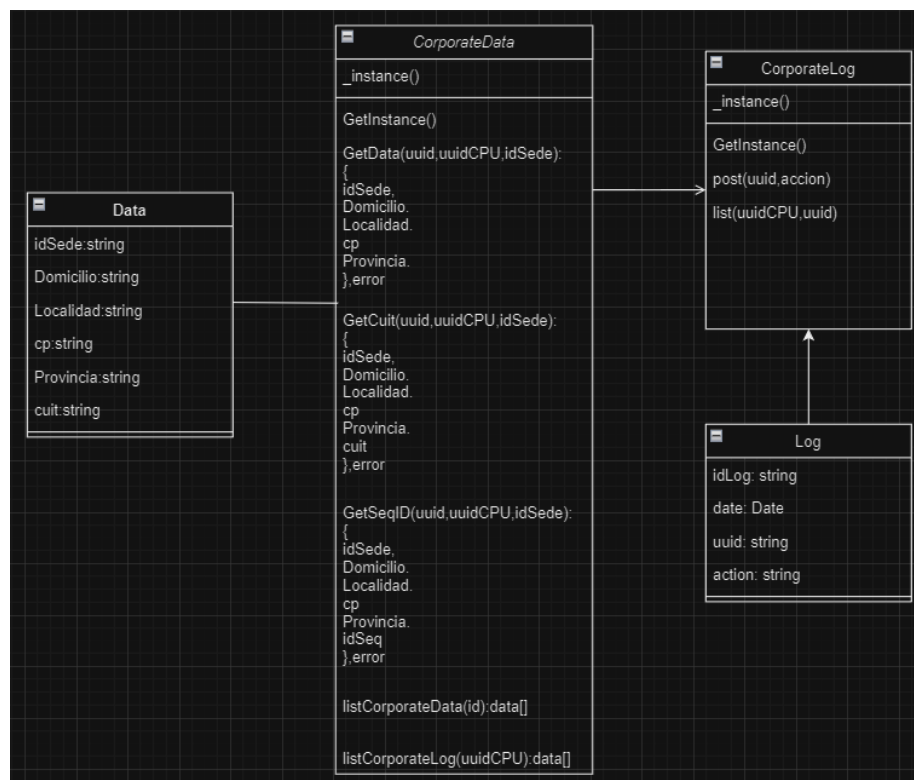 Data
idSede:string
Domicilio:string
Localidad:string
cp:string
Provincia:string
cuit:string
CorporateData
_instance()
GetInstance()
GetData(uuid,uuidCPU,idSede):
{
idSede,
Domicilio.
Localidad.
cp
Provincia.
},error
GetCuit(uuid,uuidCPU,idSede):
{
idSede,
Domicilio.
Localidad.
cp
Provincia.
cuit
},error
GetSeqID(uuid,uuidCPU,idSede):
{
idSede,
Domicilio.
Localidad.
cp
Provincia.
idSeq
},error
listCorporateData(id):data[]
listCorporateLog(uuidCPU):data[]
CorporateLog
_instance()
GetInstance()
post(uuid,accion)
list(uuidCPU,uuid)
Log
idLog: string
date: Date
uuid: string
action: string